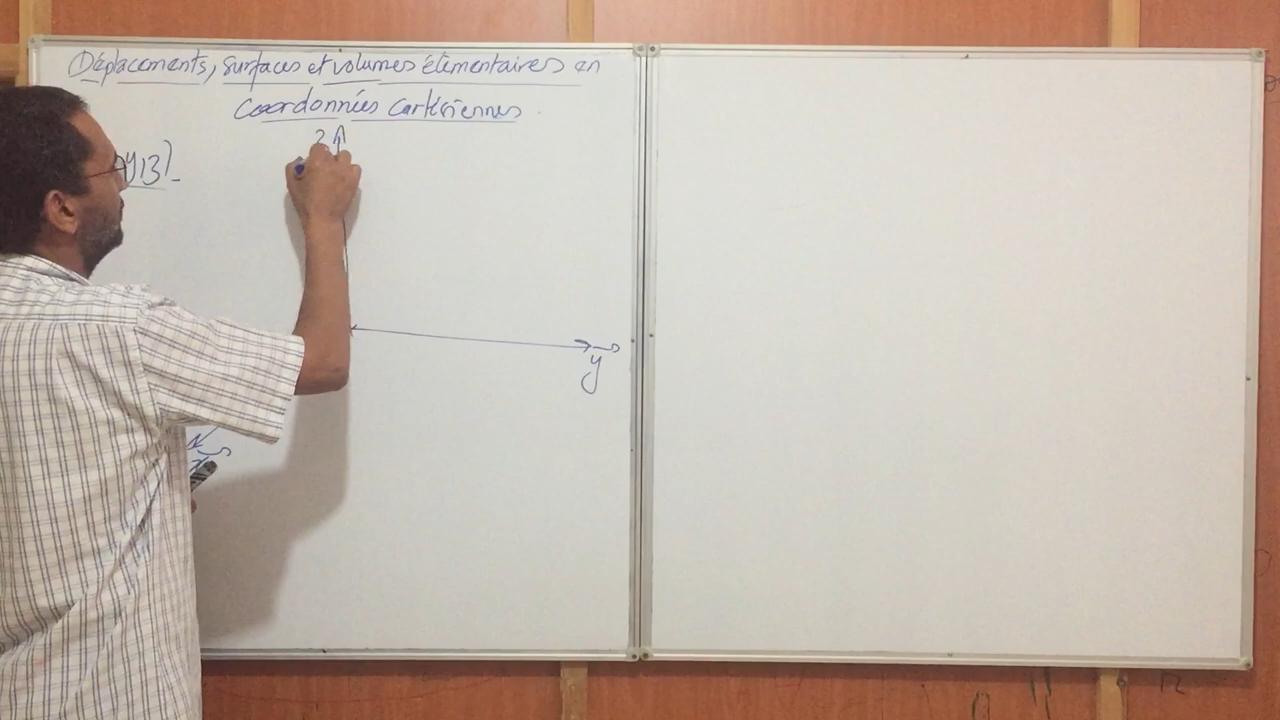 Déplacements, surfaces et volumes élémentaires en
coordonnées cartésiennes.
y, z)
z
y
x